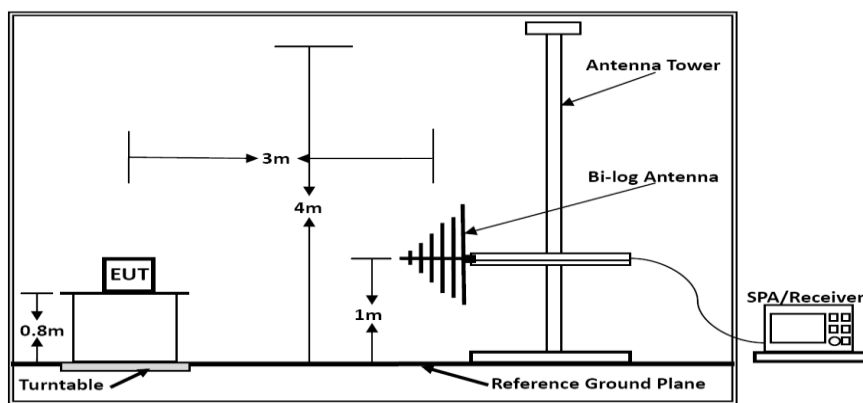 Antenna Tower
3m
Bi-log Antenna
4m
EUT
SPA/Receiver
0.8m
1m
Turntable
Reference Ground Plane